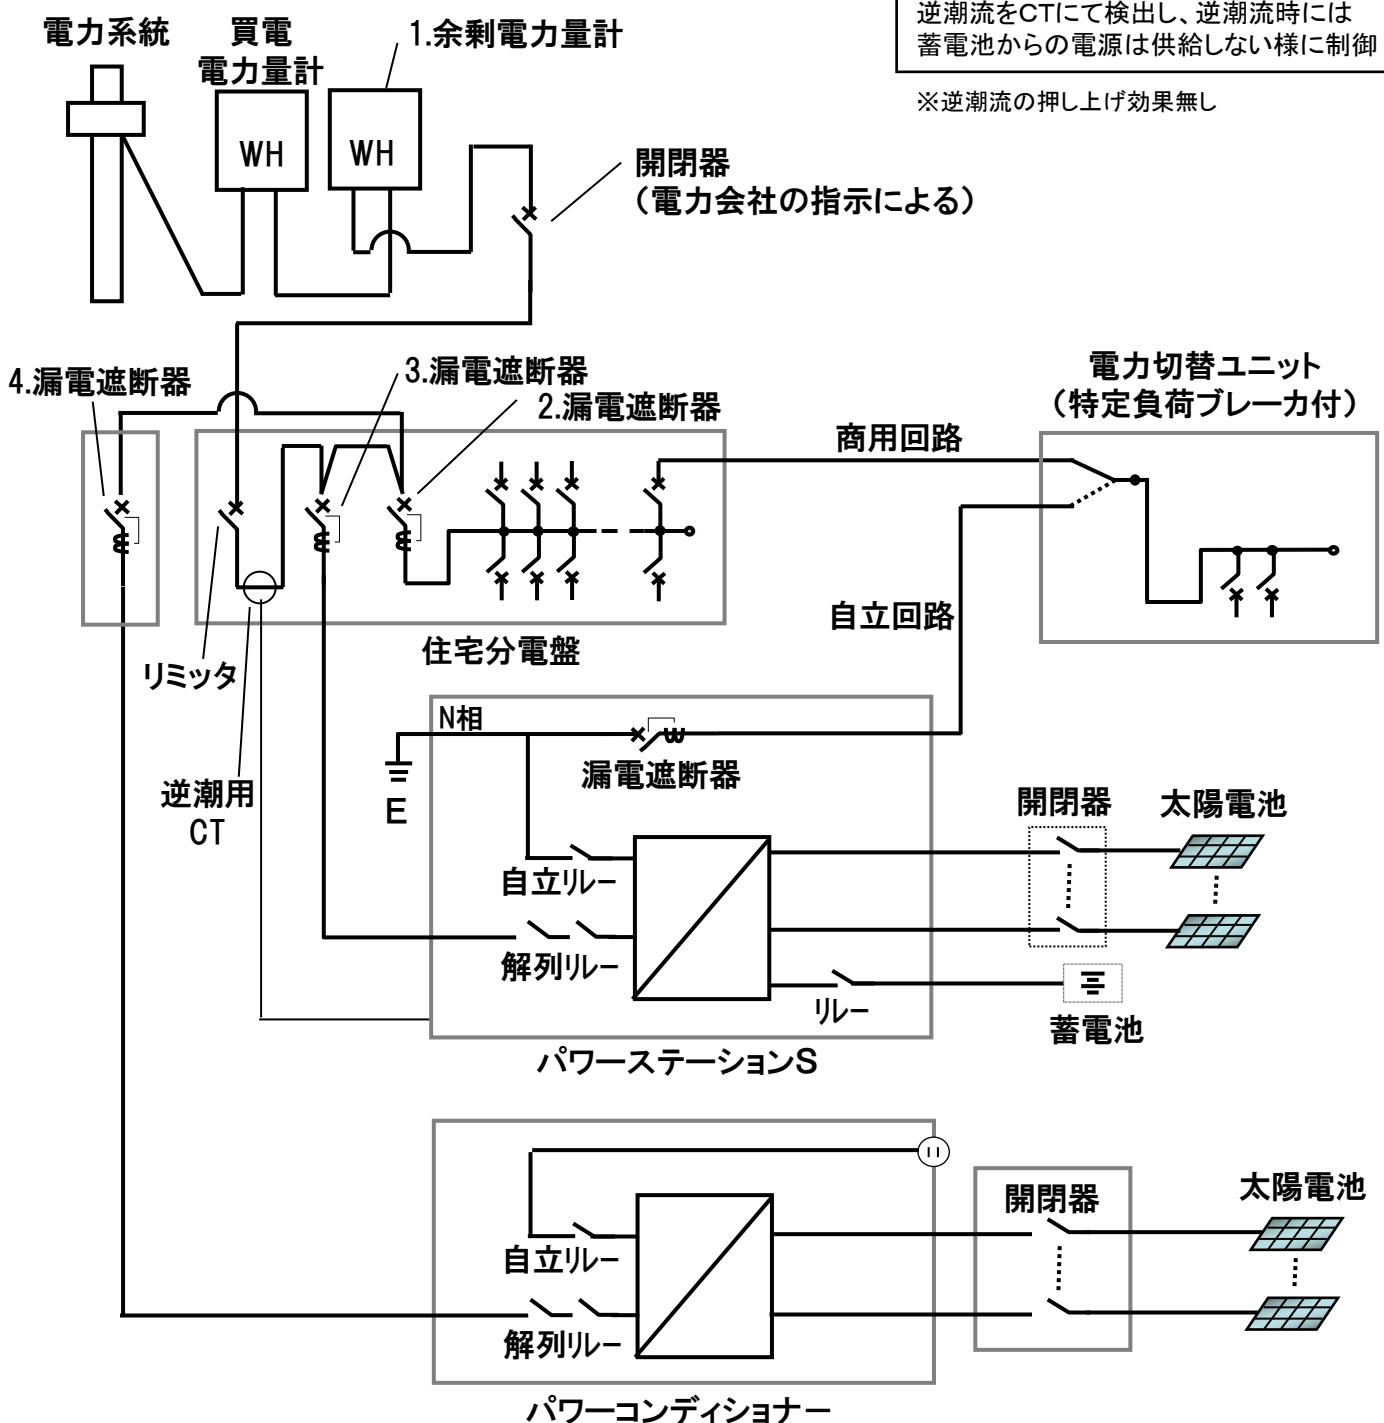 逆潮流をCTにて検出し、逆潮流時には
蓄電池からの電源は供給しない様に制御
※逆潮流の押し上げ効果無し
電力系統
買電
電力量計
1.余剰電力量計
WH
WH
開閉器
(電力会社の指示による)
4.漏電遮断器
3.漏電遮断器
2.漏電遮断器
電力切替ユニット
(特定負荷ブレーカ付)
商用回路
自立回路
住宅分電盤
リミッタ
N相
漏電遮断器
逆潮用
CT
E
開閉器
太陽電池
自立リレー
解列リレー
リレー
蓄電池
パワーステーションS
開閉器
太陽電池
自立リレー
解列リレー
パワーコンディショナー